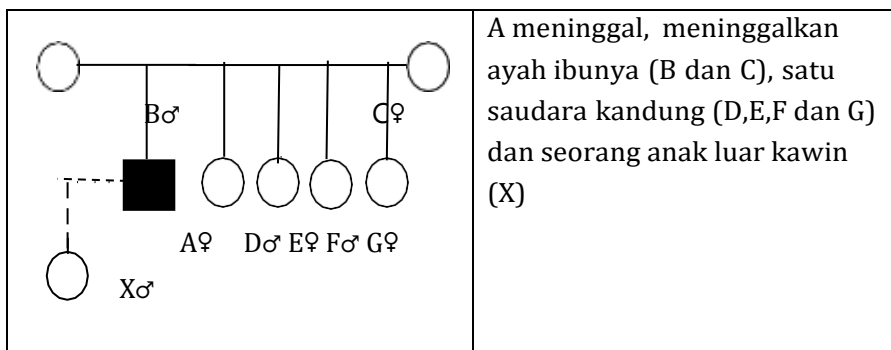 B♂
C♀
A♀ D♂ E♀ F♂ G♀
X♂
A meninggal, meninggalkan
ayah ibunya (B dan C), satu
saudara kandung (D,E,F dan G)
dan seorang anak luar kawin
(X)